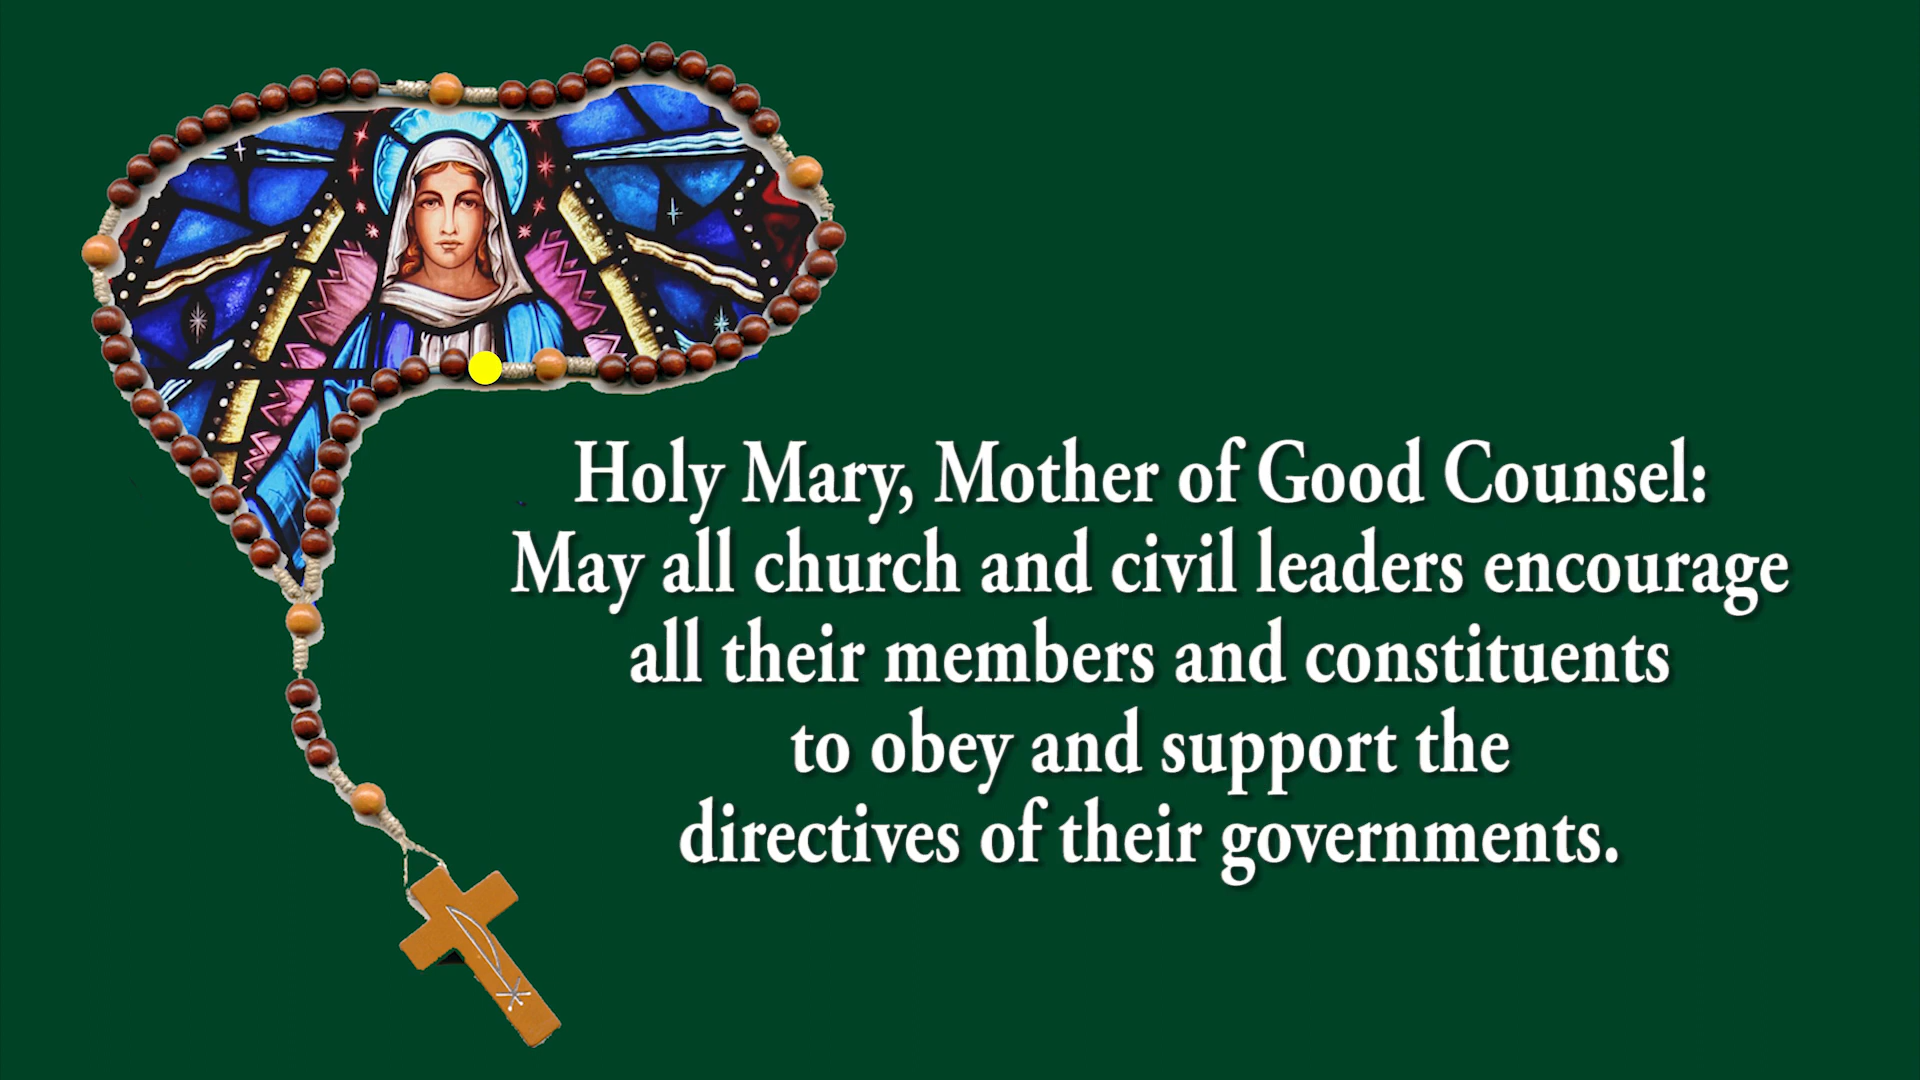 Holy Mary, Mother of Good Counsel:
May all church and civil leaders encourage
all their members and constituents
to obey and support the
directives of their governments.